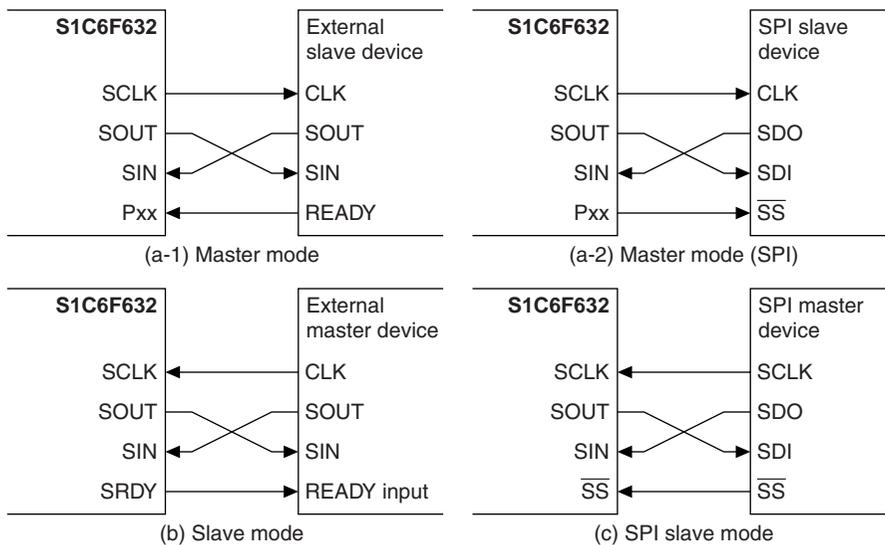 S1C6F632
External
slave device
SCLK
CLK
SOUT
SOUT
SIN
SIN
Pxx
READY
(a-1) Master mode
S1C6F632
SPI slave
device
SCLK
CLK
SOUT
SDO
SIN
SDI
Pxx
S̅S̅
(a-2) Master mode (SPI)
S1C6F632
External
master device
SCLK
CLK
SOUT
SOUT
SIN
SIN
SRDY
READY input
(b) Slave mode
S1C6F632
SPI master
device
SCLK
SCLK
SOUT
SDO
SIN
SDI
S̅S̅
S̅S̅
(c) SPI slave mode